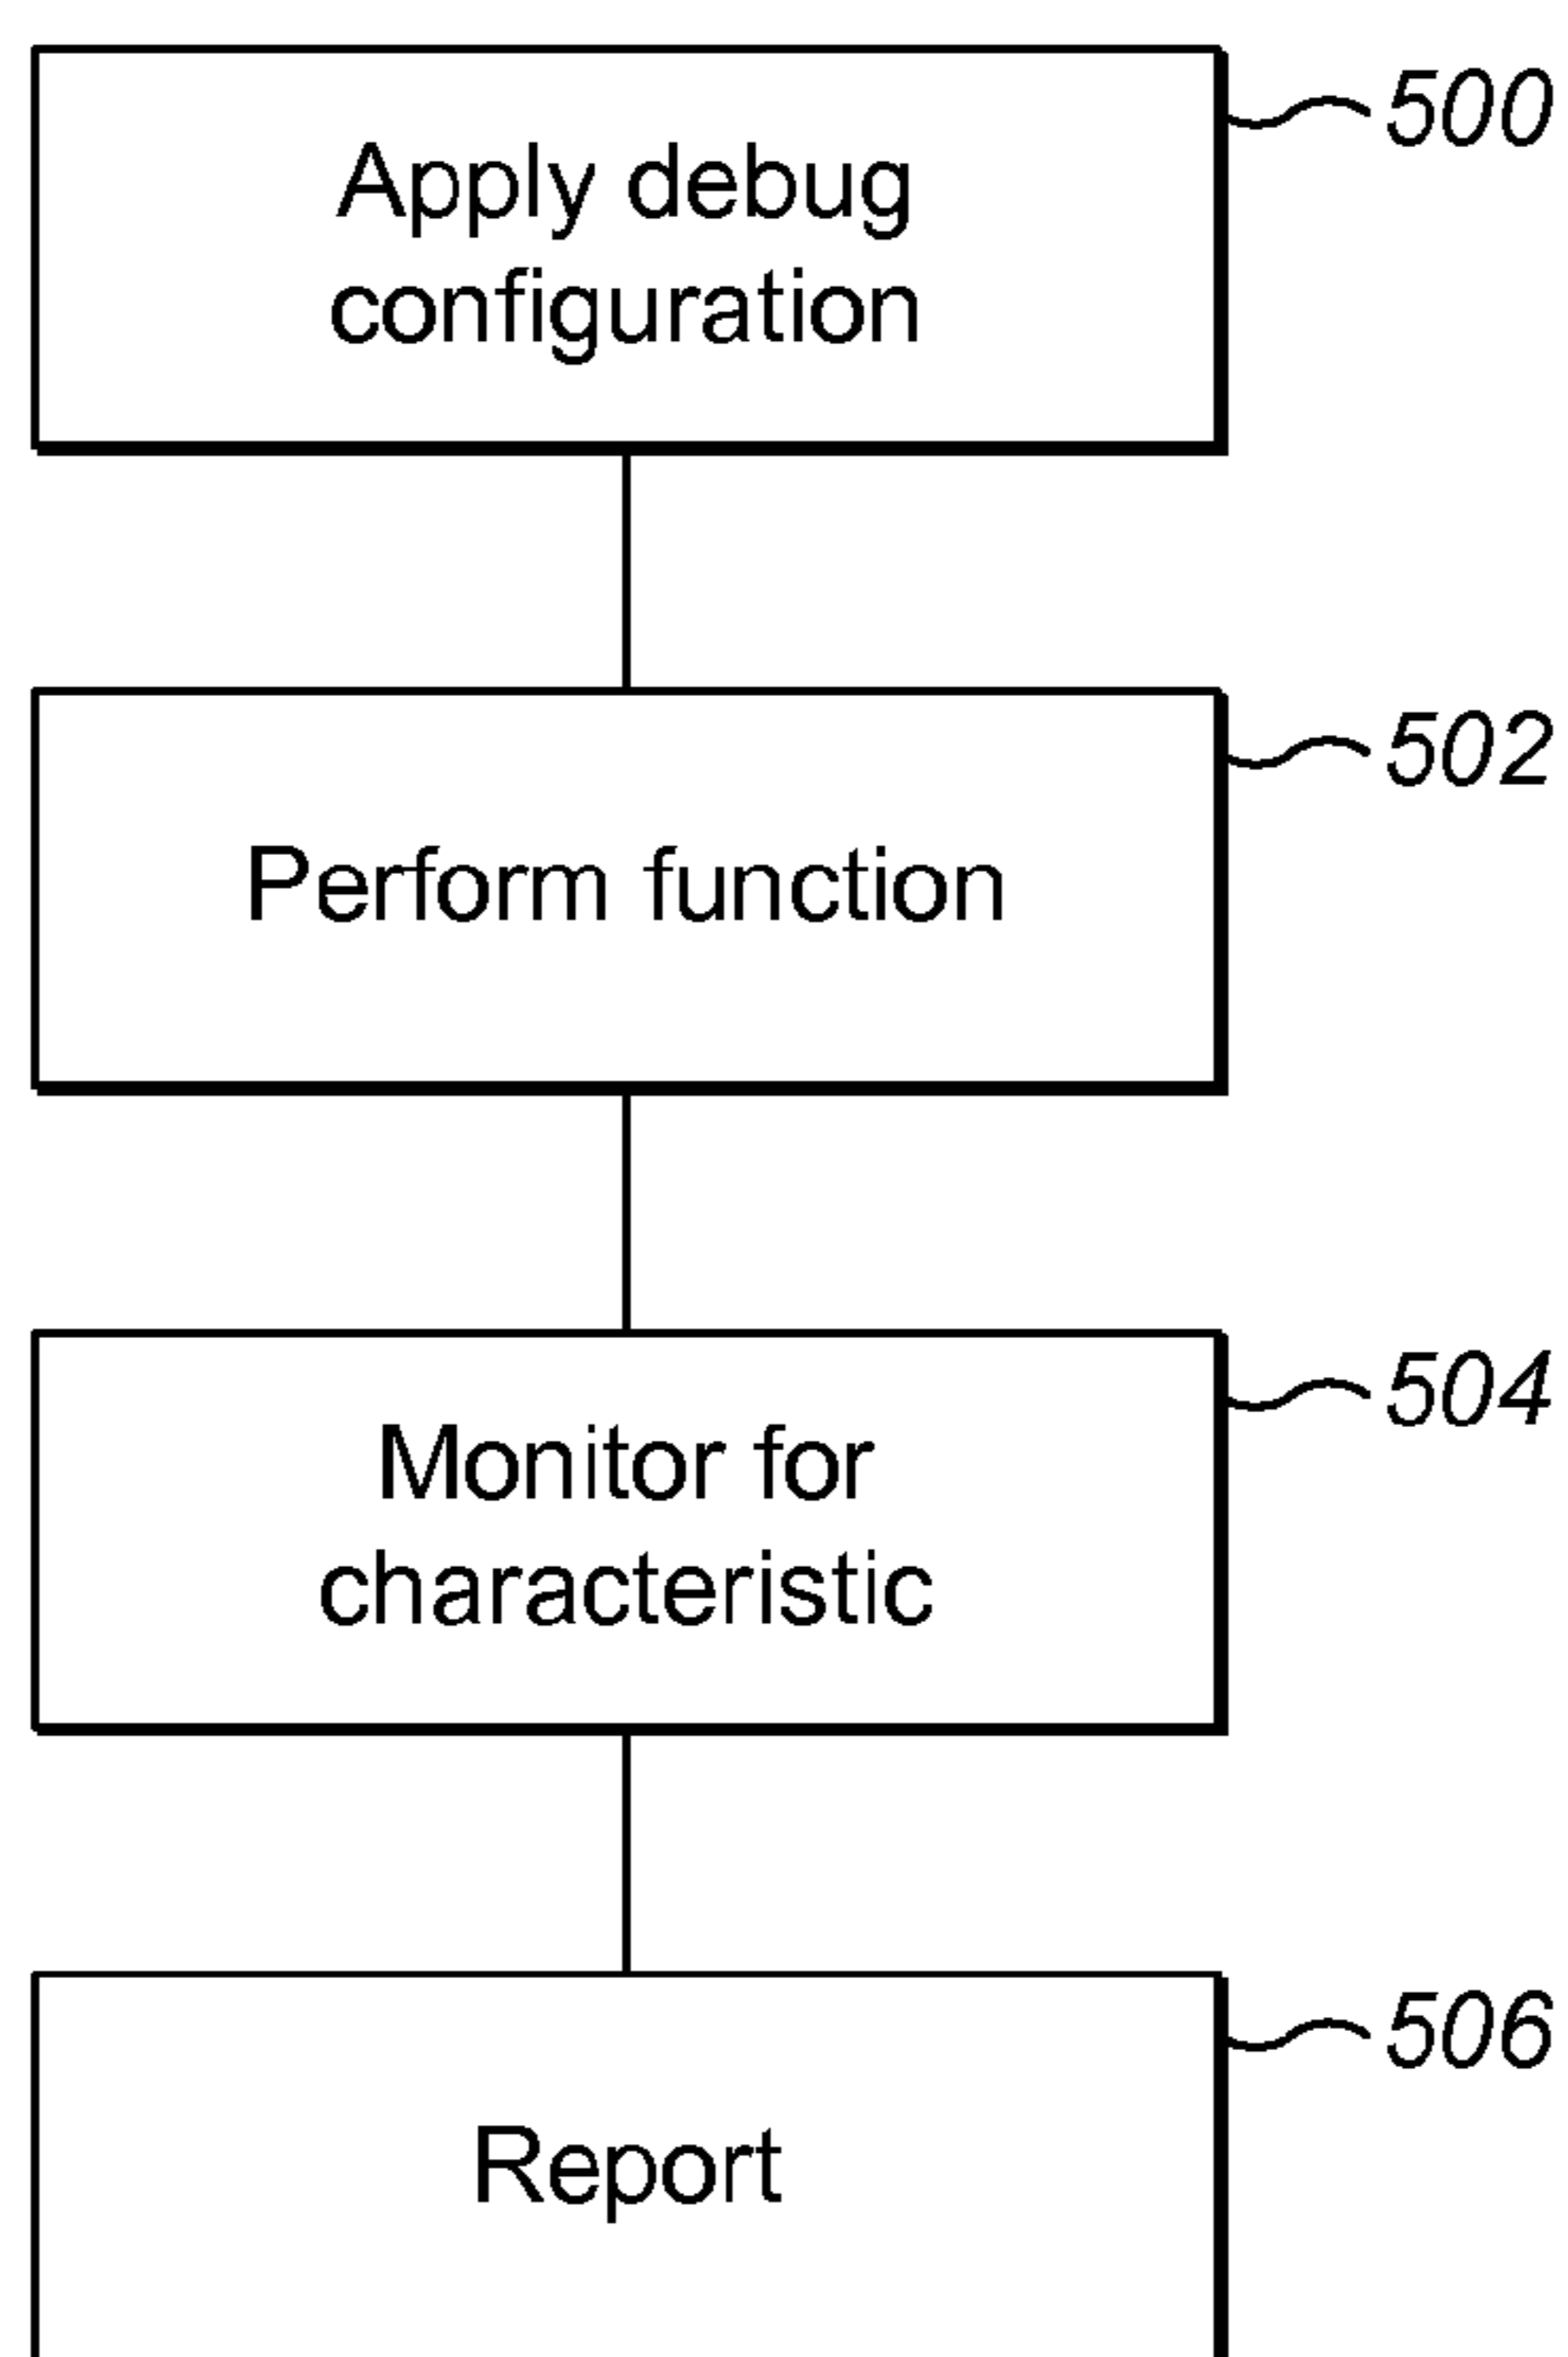 500
Apply debug
configuration
502
Perform function
504
Monitor for
characteristic
506
Report